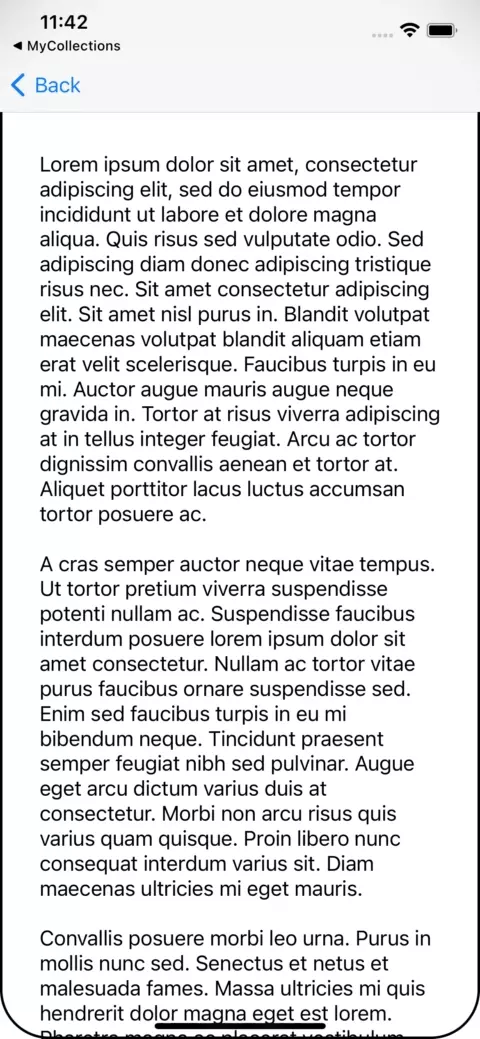 11:42
◀ MyCollections
Back
Lorem ipsum dolor sit amet, consectetur
adipiscing elit, sed do eiusmod tempor
incididunt ut labore et dolore magna
aliqua. Quis risus sed vulputate odio. Sed
adipiscing diam donec adipiscing tristique
risus nec. Sit amet consectetur adipiscing
elit. Sit amet nisl purus in. Blandit volutpat
maecenas volutpat blandit aliquam etiam
erat velit scelerisque. Faucibus turpis in eu
mi. Auctor augue mauris augue neque
gravida in. Tortor at risus viverra adipiscing
at in tellus integer feugiat. Arcu ac tortor
dignissim convallis aenean et tortor at.
Aliquet porttitor lacus luctus accumsan
tortor posuere ac.
A cras semper auctor neque vitae tempus.
Ut tortor pretium viverra suspendisse
potenti nullam ac. Suspendisse faucibus
interdum posuere lorem ipsum dolor sit
amet consectetur. Nullam ac tortor vitae
purus faucibus ornare suspendisse sed.
Enim sed faucibus turpis in eu mi
bibendum neque. Tincidunt praesent
semper feugiat nibh sed pulvinar. Augue
eget arcu dictum varius duis at
consectetur. Morbi non arcu risus quis
varius quam quisque. Proin libero nunc
consequat interdum varius sit. Diam
maecenas ultricies mi eget mauris.
Convallis posuere morbi leo urna. Purus in
mollis nunc sed. Senectus et netus et
malesuada fames. Massa ultricies mi quis
hendrerit dolor magna eget est lorem.